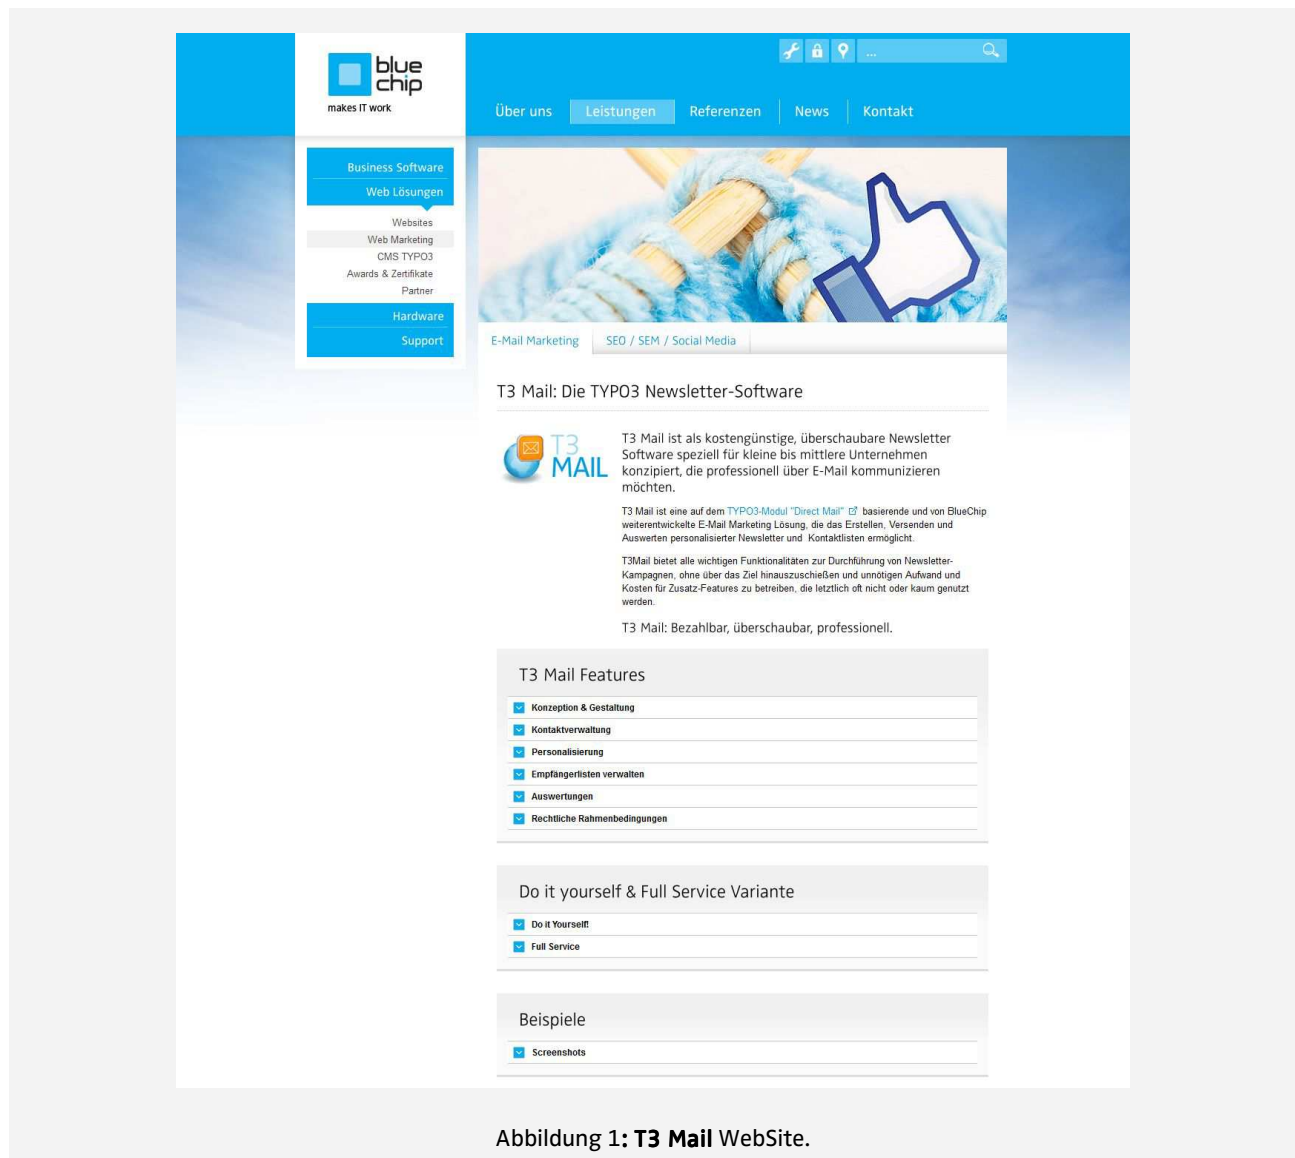 blue
chip
makes IT work
...
Über uns
Leistungen
Referenzen
News
Kontakt
Business Software
Web Lösungen
Websites
Web Marketing
CMS TYPO3
Awards & Zertifikate
Partner
Hardware
Support
E-Mail Marketing
SEO / SEM / Social Media
T3 Mail: Die TYPO3 Newsletter-Software
T3
MAIL
T3 Mail ist als kostengünstige, überschaubare Newsletter
Software speziell für kleine bis mittlere Unternehmen
konzipiert, die professionell über E-Mail kommunizieren
möchten.
T3 Mail ist eine auf dem TYPO3-Modul "Direct Mail" basierende und von BlueChip
weiterentwickelte E-Mail Marketing Lösung, die das Erstellen, Versenden und
Auswerten personalisierter Newsletter und Kontaktlisten ermöglicht.
T3Mail bietet alle wichtigen Funktionalitäten zur Durchführung von Newsletter-
Kampagnen, ohne über das Ziel hinauszuschießen und unnötigen Aufwand und
Kosten für Zusatz-Features zu betreiben, die letztlich oft nicht oder kaum genutzt
werden.
T3 Mail: Bezahlbar, überschaubar, professionell.
T3 Mail Features
Konzeption & Gestaltung
Kontaktverwaltung
Personalisierung
Empfängerlisten verwalten
Auswertungen
Rechtliche Rahmenbedingungen
Do it yourself & Full Service Variante
Do it Yourself!
Full Service
Beispiele
Screenshots
Abbildung 1: T3 Mail WebSite.